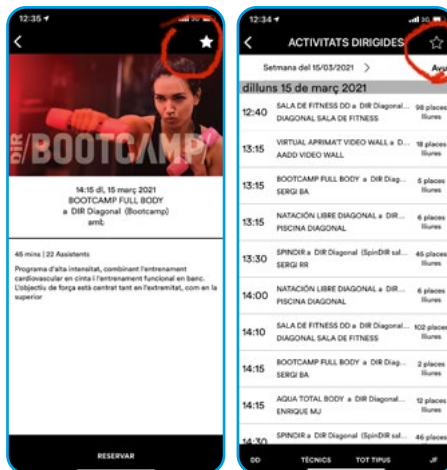 12:35
3G
DiR/BOOTCAMP
14:15 dl, 15 març 2021
BOOTCAMP FULL BODY
a DIR Diagonal (Bootcamp)
amb:
45 mins | 22 Assistents
Programa d'alta intensitat, combinant l'entrenament
cardiovascular en cinta i l'entrenament funcional en banc.
L'objectiu de força està centrat tant en l'extremitat, com en la
superior
RESERVAR
12:34
3G
ACTIVITATS DIRIGIDES
Setmana del 15/03/2021 > Avu
dilluns 15 de març 2021
12:40 SALA DE FITNESS DD a DIR Diagonal... 98 places
DIAGONAL SALA DE FITNESS lliures
13:15 VIRTUAL APRIMA'T VIDEO WALL a D... 18 places
AADD VIDEO WALL lliures
13:15 BOOTCAMP FULL BODY a DIR Diag... 5 places
SERGI BA lliures
13:15 NATACIÓN LIBRE DIAGONAL a DIR... 6 places
PISCINA DIAGONAL lliures
13:30 SPINDIR a DIR Diagonal (SpinDIR sal... 45 places
SERGI RR lliures
14:00 NATACIÓN LIBRE DIAGONAL a DIR... 6 places
PISCINA DIAGONAL lliures
14:10 SALA DE FITNESS DD a DIR Diagonal... 102 places
DIAGONAL SALA DE FITNESS lliures
14:15 BOOTCAMP FULL BODY a DIR Diag... 2 places
SERGI BA lliures
14:15 AQUA TOTAL BODY a DIR Diagonal... 12 places
ENRIQUE MJ lliures
14:30 SPINDIR a DIR Diagonal (SpinDIR sal... 46 places
DD TÈCNICS TOT TIPUS JF